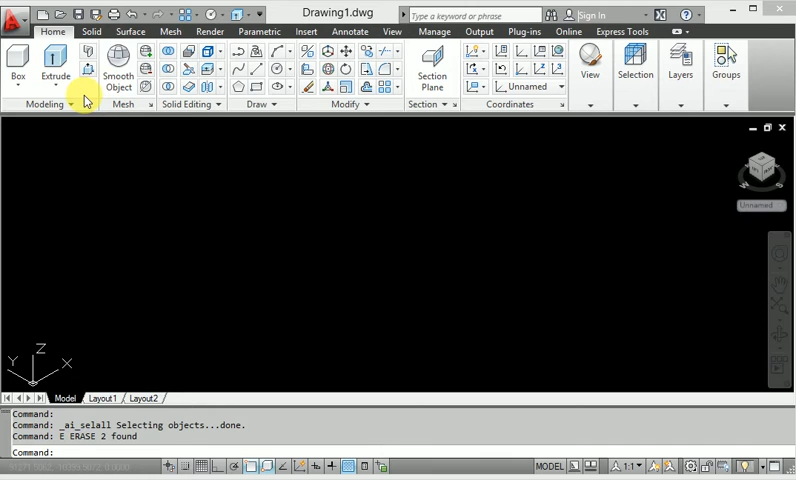 Drawing1.dwg
Type a keyword or phrase
Sign In
Home Solid Surface Mesh Render Parametric Insert Annotate View Manage Output Plug-ins Online Express Tools
Box
Extrude
Smooth
Object
Section
Plane
Unnamed
View
Selection
Layers
Groups
Modeling Mesh Solid Editing Draw Modify Section Coordinates
W S
Unnamed
Z
Y X
Model Layout1 Layout2
Command:
Command: _ai_selall Selecting objects...done.
Command: E ERASE 2 found
Command:
MODEL 1:1